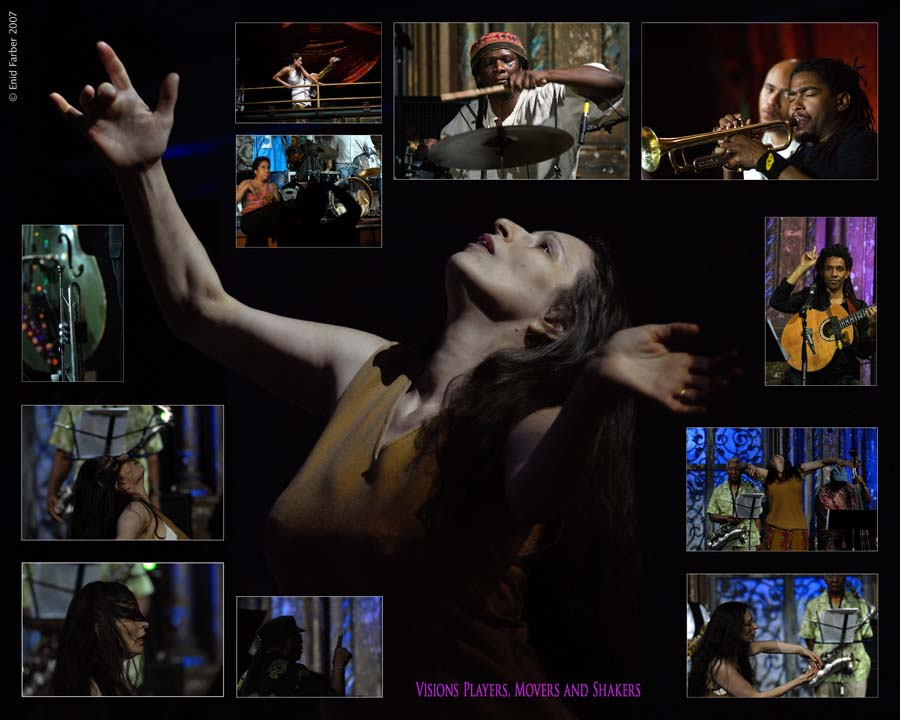 © Enid Farber 2007
VISIONS PLAYERS, MOVERS AND SHAKERS